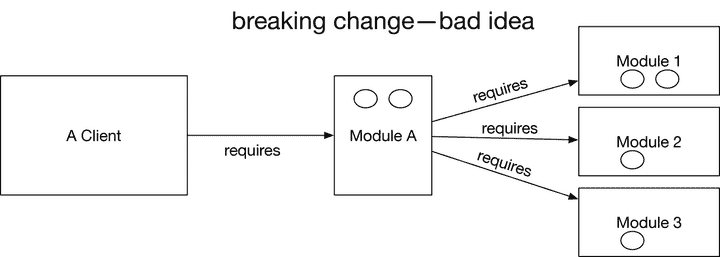 breaking change—bad idea
A Client
requires
Module A
requires
requires
requires
Module 1
Module 2
Module 3